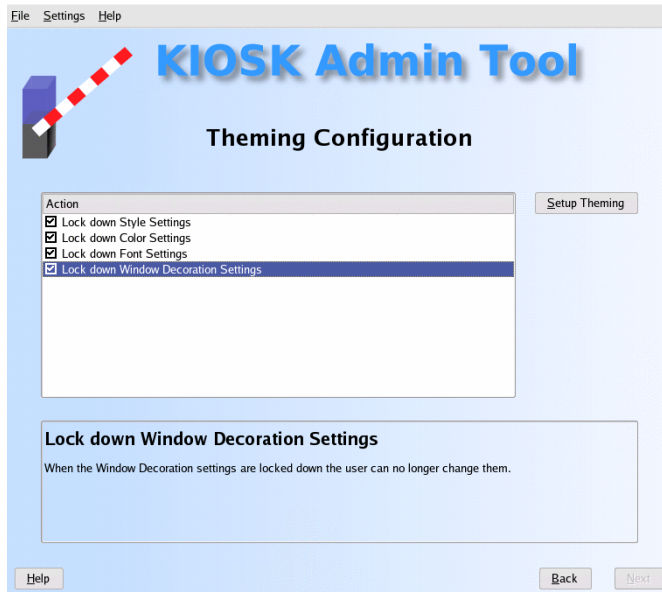 File Settings Help
KIOSK Admin Tool
Theming Configuration
Action
Setup Theming
Lock down Style Settings
Lock down Color Settings
Lock down Font Settings
Lock down Window Decoration Settings
Lock down Window Decoration Settings
When the Window Decoration settings are locked down the user can no longer change them.
Help
Back
Next